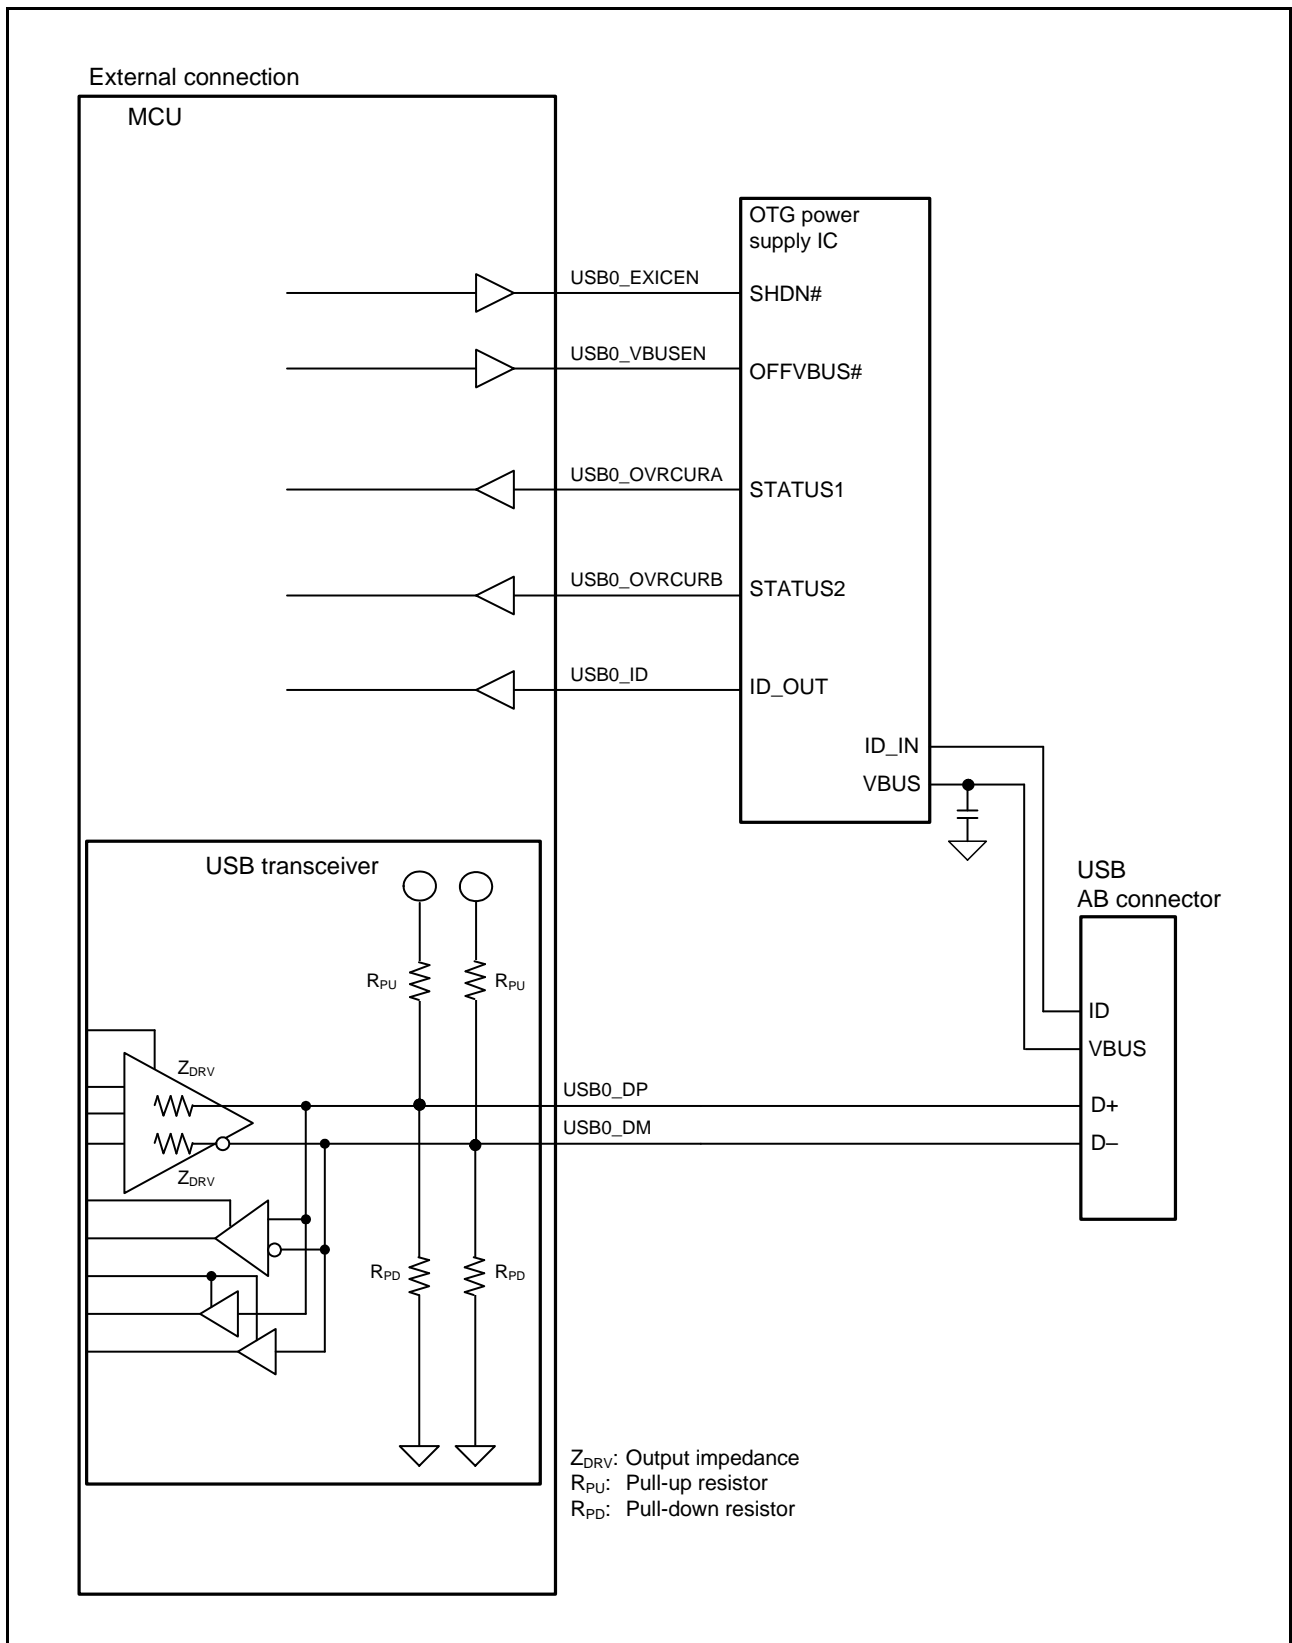 External connection
MCU
OTG power
supply IC
USB0_EXICEN
SHDN#
USB0_VBUSEN
OFFVBUS#
USB0_OVRCURA
STATUS1
USB0_OVRCURB
STATUS2
USB0_ID
ID_OUT
ID_IN
VBUS
USB transceiver
USB
AB connector
RPU
RPU
ID
VBUS
ZDRV
USB0_DP
D+
USB0_DM
D–
ZDRV
RPD
RPD
ZDRV: Output impedance
RPU: Pull-up resistor
RPD: Pull-down resistor